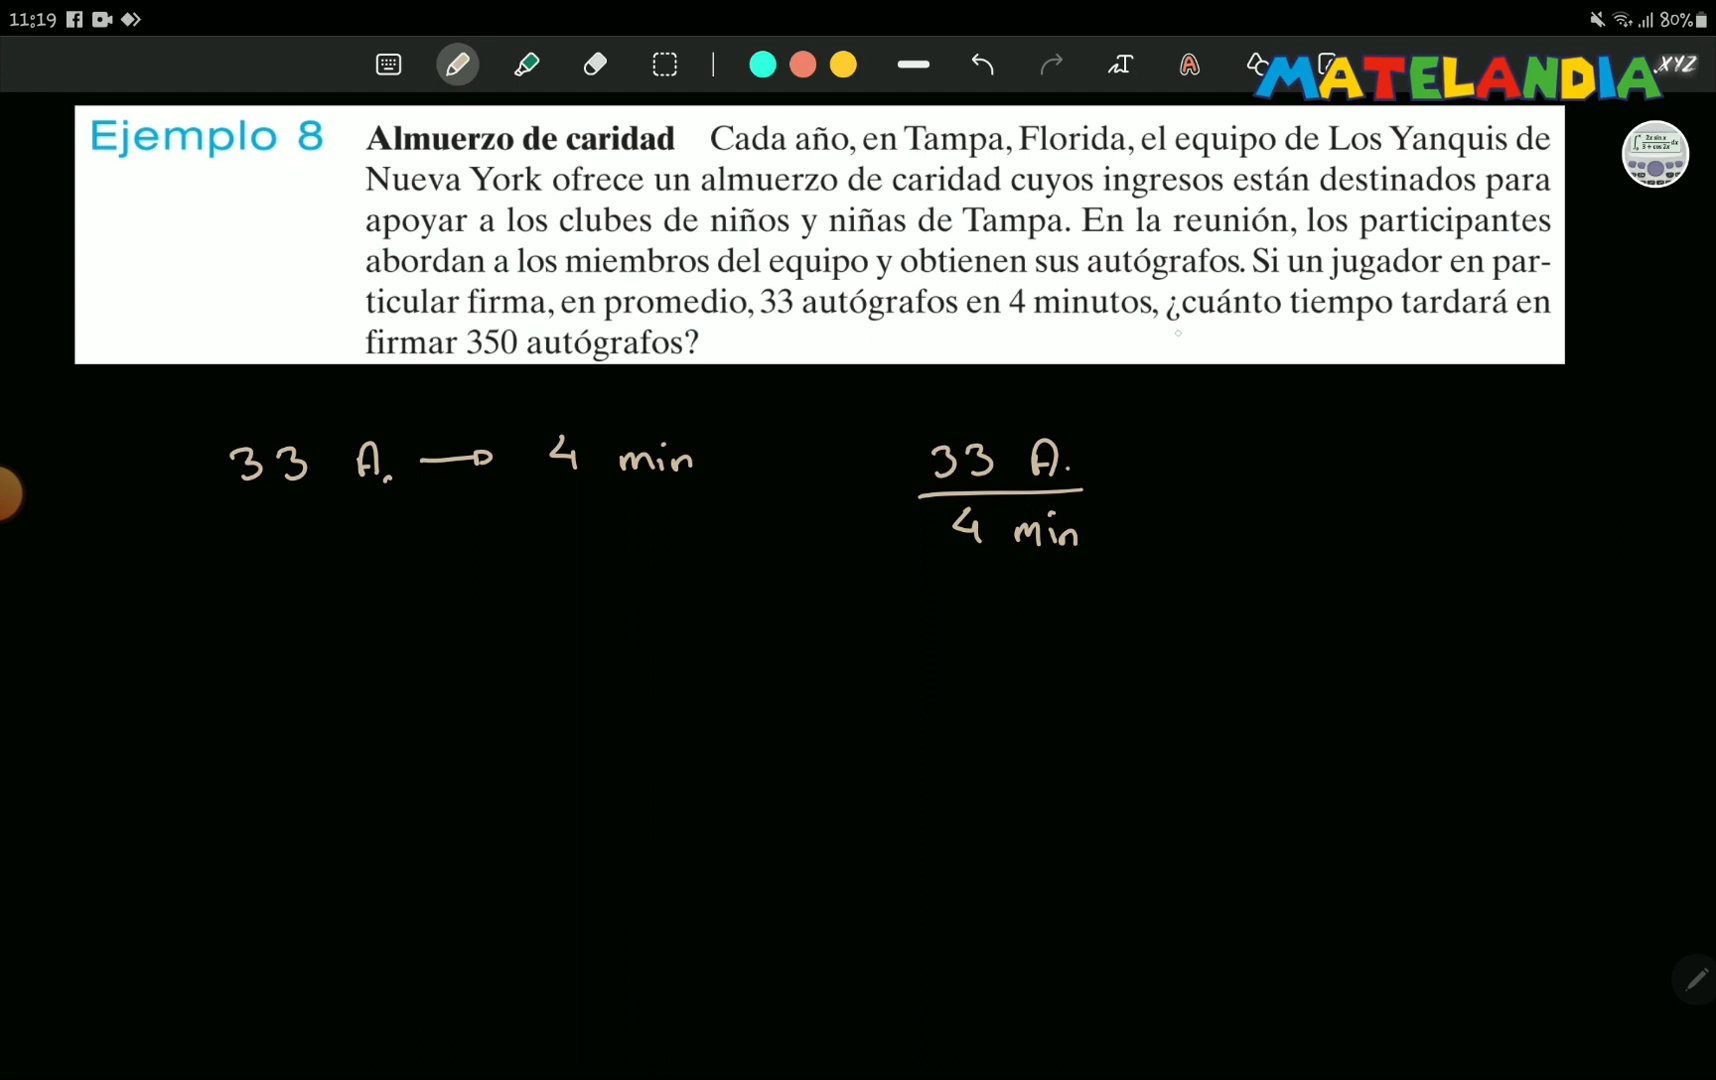 11:19
80%
MATELANDIA.XYZ
Ejemplo 8 Almuerzo de caridad Cada año, en Tampa, Florida, el equipo de Los Yanquis de
Nueva York ofrece un almuerzo de caridad cuyos ingresos están destinados para
apoyar a los clubes de niños y niñas de Tampa. En la reunión, los participantes
abordan a los miembros del equipo y obtienen sus autógrafos. Si un jugador en par-
ticular firma, en promedio, 33 autógrafos en 4 minutos, ¿cuánto tiempo tardará en
firmar 350 autógrafos?
33 A. → 4 min
33 A.
4 min